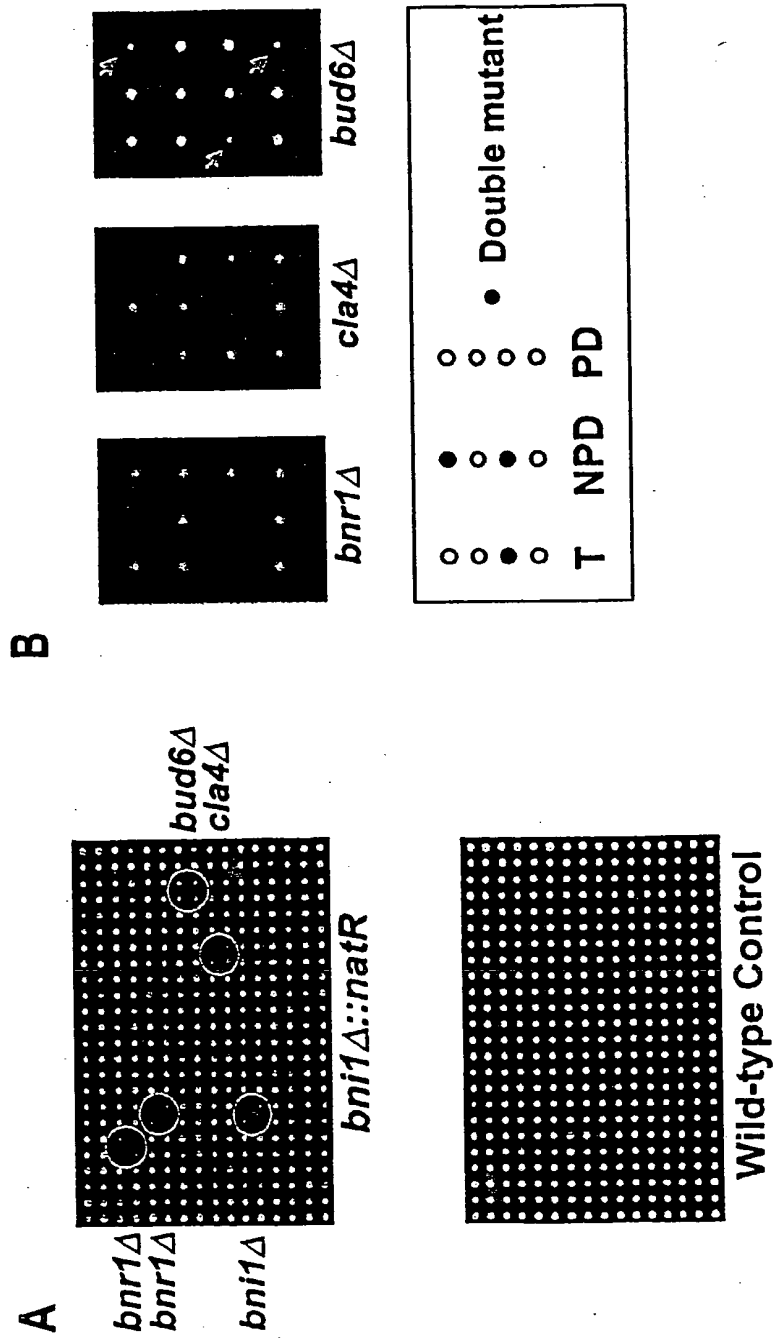 A
bnr1Δ
bnr1Δ
bni1Δ
bud6Δ
cla4Δ
bni1Δ::natR
Wild-type Control
B
bnr1Δ
cla4Δ
bud6Δ
● Double mutant
T NPD PD